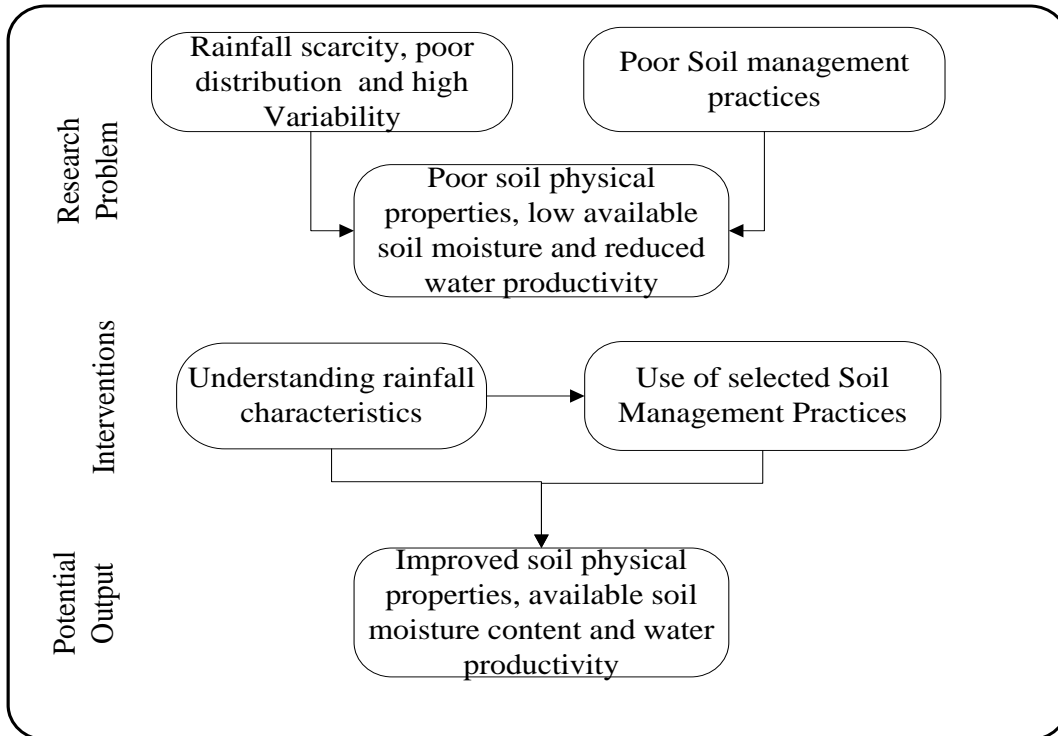 Rainfall scarcity, poor
distribution and high
Variability
Poor Soil management
practices
Research
Problem
Poor soil physical
properties, low available
soil moisture and reduced
water productivity
Interventions
Understanding rainfall
characteristics
Use of selected Soil
Management Practices
Potential
Output
Improved soil physical
properties, available soil
moisture content and water
productivity